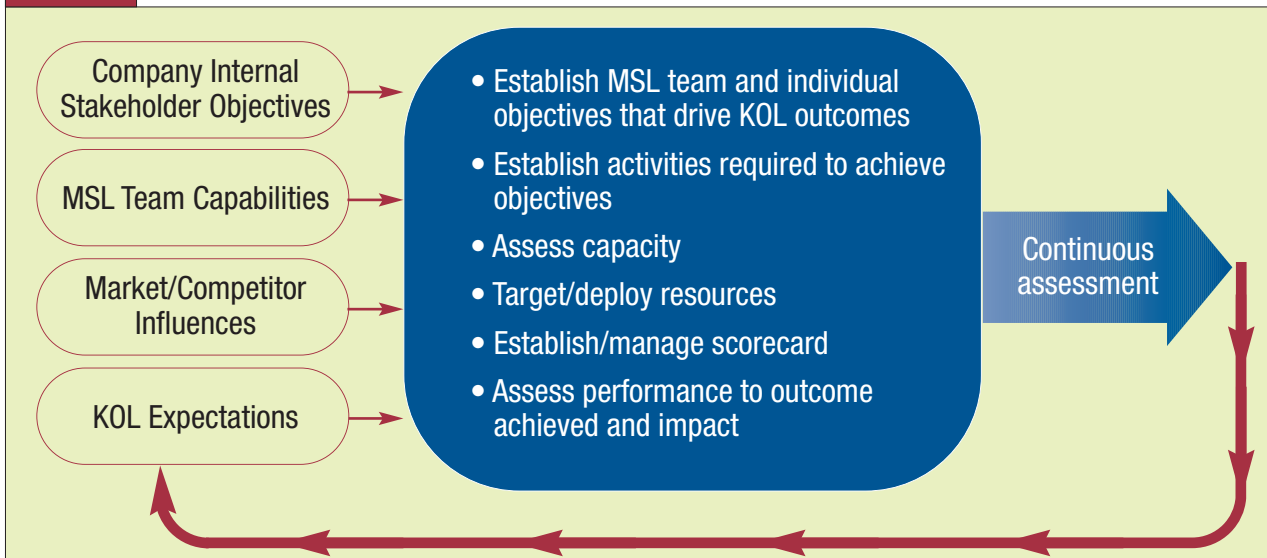 Company Internal
Stakeholder Objectives
MSL Team Capabilities
Market/Competitor
Influences
KOL Expectations
• Establish MSL team and individual
objectives that drive KOL outcomes
• Establish activities required to achieve
objectives
• Assess capacity
• Target/deploy resources
• Establish/manage scorecard
• Assess performance to outcome
achieved and impact
Continuous
assessment